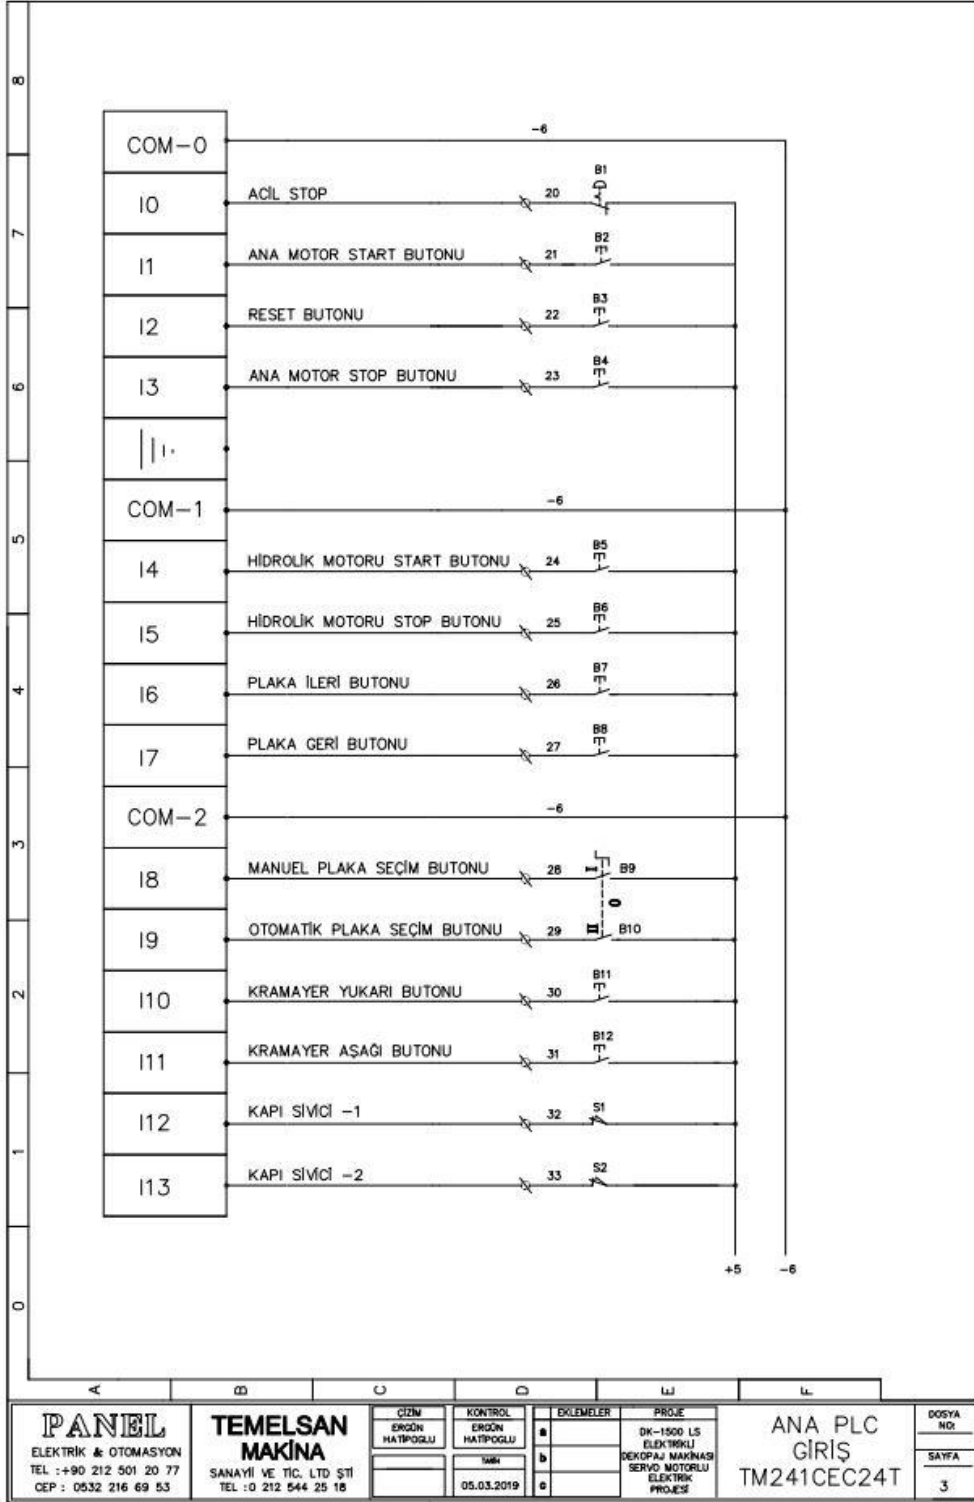 8
7
6
5
4
3
2
1
0
COM-0
-6
I0
ACİL STOP
20
B1
I1
ANA MOTOR START BUTONU
21
B2
I2
RESET BUTONU
22
B3
I3
ANA MOTOR STOP BUTONU
23
B4
COM-1
-6
I4
HİDROLİK MOTORU START BUTONU
24
B5
I5
HİDROLİK MOTORU STOP BUTONU
25
B6
I6
PLAKA İLERİ BUTONU
26
B7
I7
PLAKA GERİ BUTONU
27
B8
COM-2
-6
I8
MANUEL PLAKA SEÇİM BUTONU
28
I
B9
0
I9
OTOMATİK PLAKA SEÇİM BUTONU
29
II
B10
I10
KRAMAYER YUKARI BUTONU
30
B11
I11
KRAMAYER AŞAĞI BUTONU
31
B12
I12
KAPI SİVİCİ -1
32
S1
I13
KAPI SİVİCİ -2
33
S2
+5
-6
A
B
C
D
E
F
PANEL
ELEKTRİK & OTOMASYON
TEL :+90 212 501 20 77
CEP : 0532 216 69 53
TEMELSAN
MAKİNA
SANAYİİ VE TİC. LTD ŞTİ
TEL :0 212 544 25 18
ÇİZİM
ERGÜN
HATİPOGLU
KONTROL
ERGÜN
HATİPOGLU
TARİH
05.03.2019
EKLEMELER
a
b
c
PROJE
DK-1500 LS
ELEKTRİKLİ
DEKOPAJ MAKİNASI
SERVO MOTORLU
ELEKTRİK
PROJESİ
ANA PLC
GİRİŞ
TM241CEC24T
DOSYA
NO:
SAYFA
3